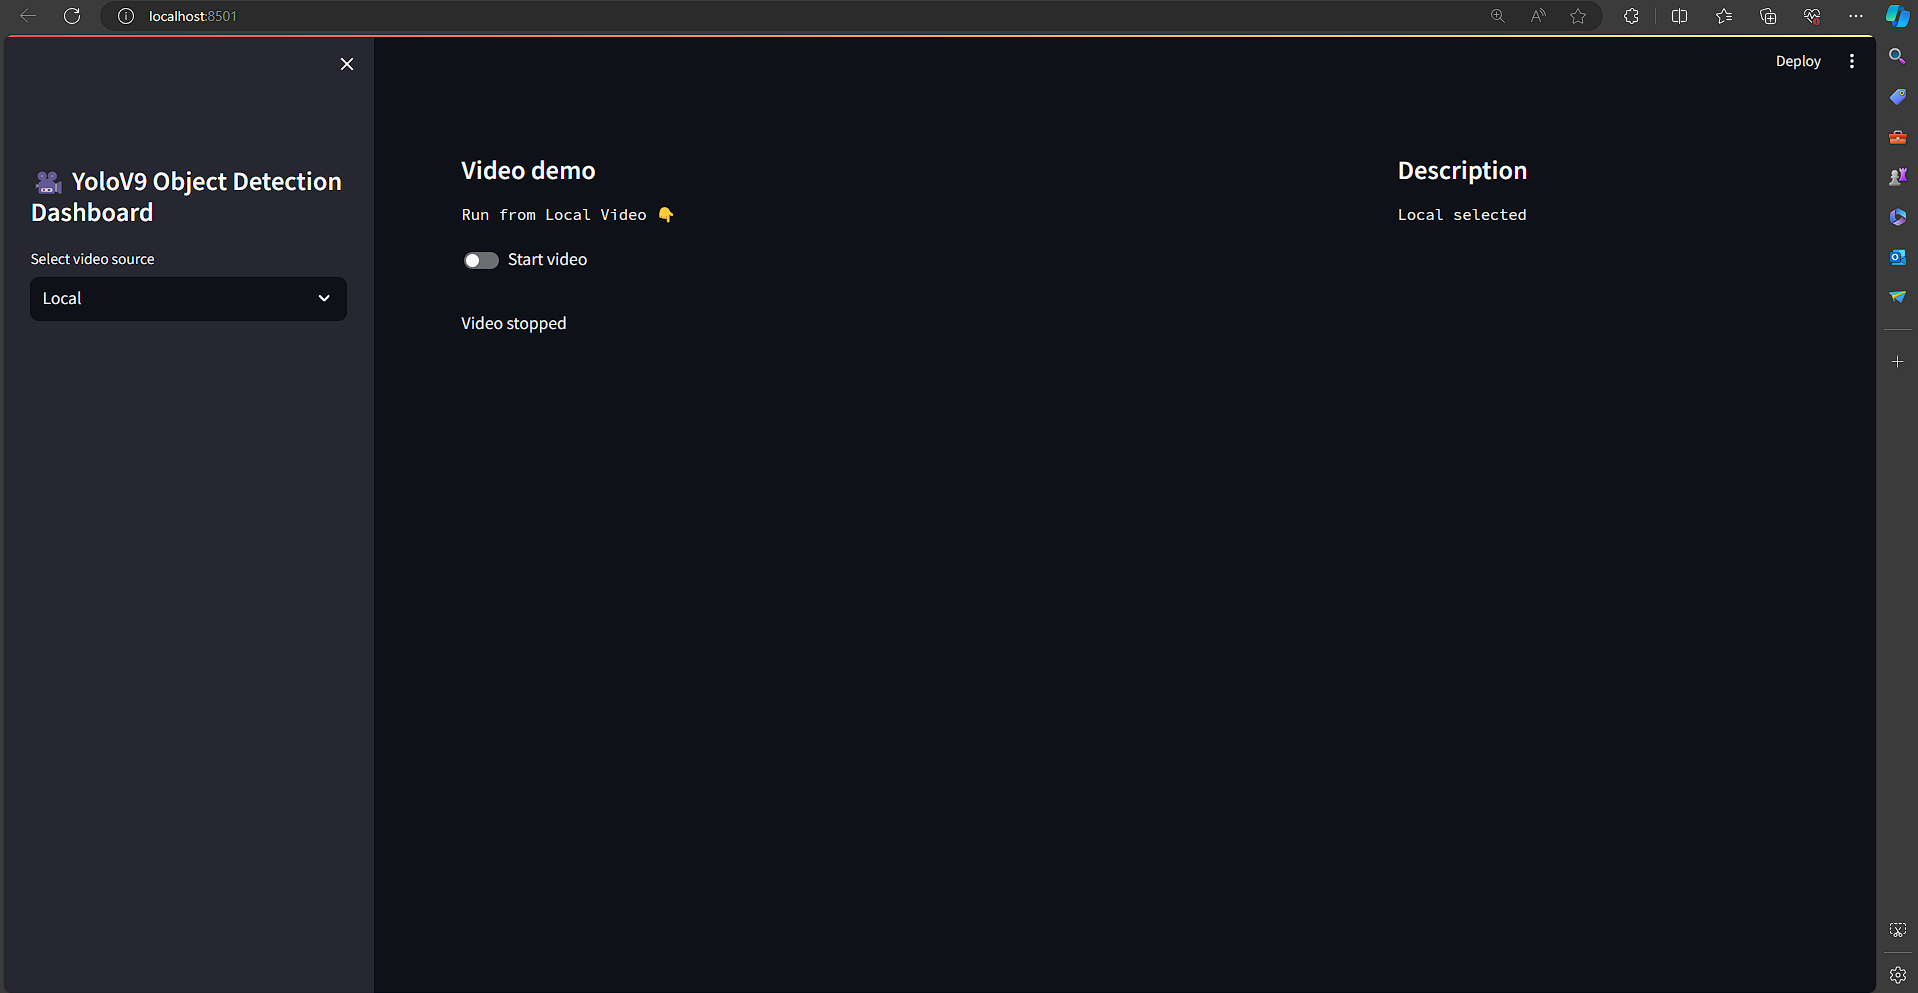 localhost:8501
Deploy
YoloV9 Object Detection
Dashboard
Select video source
Local
Video demo
Run from Local Video 👇
Start video
Video stopped
Description
Local selected